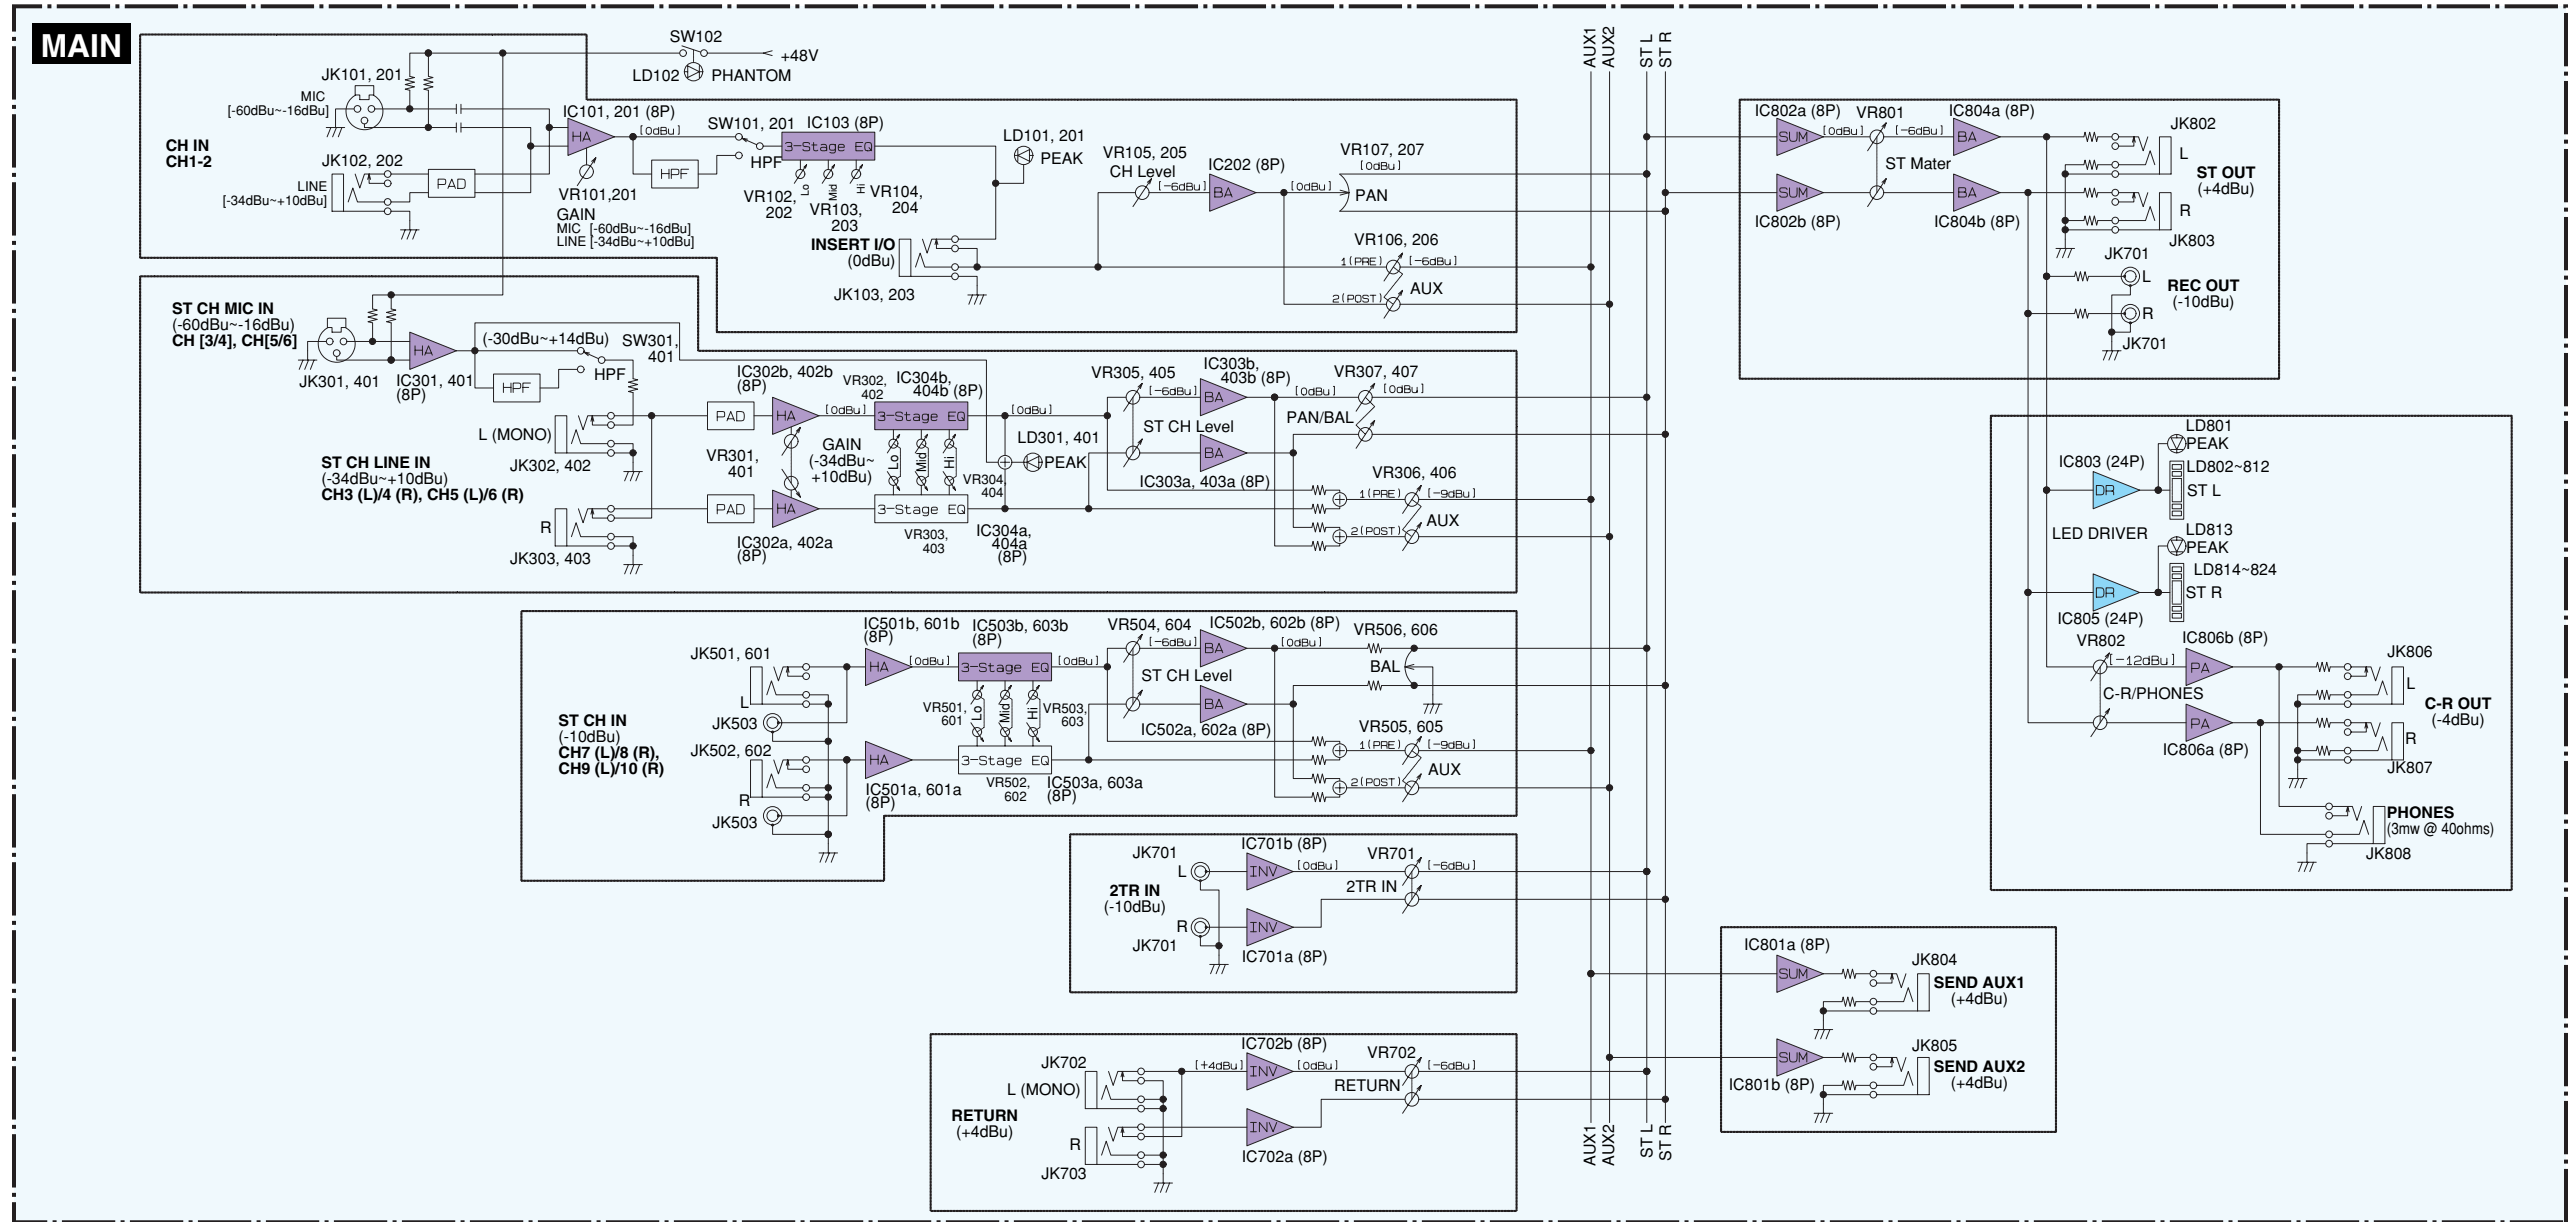 MAIN
SW102
+48V
LD102
PHANTOM
JK101, 201
MIC
[-60dBu~-16dBu]
IC101, 201 (8P)
HA
[0dBu]
SW101, 201
HPF
HPF
IC103 (8P)
3-Stage EQ
CH IN
CH1-2
JK102, 202
LINE
[-34dBu~+10dBu]
PAD
VR101,201
GAIN
MIC [-60dBu~-16dBu]
LINE [-34dBu~+10dBu]
VR102,
202
Lo
Mid
Hi
VR103,
203
VR104,
204
LD101, 201
PEAK
INSERT I/O
(0dBu)
JK103, 203
VR105, 205
CH Level
[-6dBu]
IC202 (8P)
BA
[0dBu]
VR107, 207
[0dBu]
PAN
VR106, 206
1(PRE)
[-6dBu]
AUX
2(POST)
AUX1
AUX2
ST L
ST R
ST CH MIC IN
(-60dBu~-16dBu)
CH [3/4], CH[5/6]
JK301, 401
HA
IC301, 401
(8P)
(-30dBu~+14dBu)
HPF
HPF
SW301,
401
L (MONO)
JK302, 402
ST CH LINE IN
(-34dBu~+10dBu)
CH3 (L)/4 (R), CH5 (L)/6 (R)
R
JK303, 403
PAD
PAD
IC302b, 402b
(8P)
HA
[0dBu]
VR301,
401
GAIN
(-34dBu~
+10dBu)
HA
IC302a, 402a
(8P)
VR302,
402
IC304b,
404b (8P)
3-Stage EQ
Lo
Mid
Hi
3-Stage EQ
VR303,
403
VR304,
404
IC304a,
404a
(8P)
[0dBu]
LD301, 401
PEAK
VR305, 405
[-6dBu]
ST CH Level
IC303b,
403b (8P)
BA
BA
IC303a, 403a (8P)
[0dBu]
VR307, 407
[0dBu]
PAN/BAL
VR306, 406
1(PRE)
[-9dBu]
AUX
2(POST)
ST CH IN
(-10dBu)
CH7 (L)/8 (R),
CH9 (L)/10 (R)
JK501, 601
L
JK503
JK502, 602
R
JK503
IC501b, 601b
(8P)
HA
[0dBu]
HA
IC501a, 601a
(8P)
IC503b, 603b
(8P)
3-Stage EQ
[0dBu]
VR501,
601
Lo
Mid
Hi
VR503,
603
3-Stage EQ
VR502,
602
IC503a, 603a
(8P)
VR504, 604
[-6dBu]
ST CH Level
IC502b, 602b (8P)
BA
BA
IC502a, 602a (8P)
[0dBu]
VR506, 606
BAL
VR505, 605
1(PRE)
[-9dBu]
AUX
2(POST)
JK701
L
2TR IN
(-10dBu)
R
JK701
IC701b (8P)
INV
[0dBu]
VR701
[-6dBu]
2TR IN
INV
IC701a (8P)
JK702
L (MONO)
RETURN
(+4dBu)
R
JK703
[+4dBu]
IC702b (8P)
INV
[0dBu]
VR702
[-6dBu]
RETURN
INV
IC702a (8P)
AUX1
AUX2
ST L
ST R
IC802a (8P)
SUM
[0dBu]
VR801
[-6dBu]
IC804a (8P)
BA
ST Mater
SUM
IC802b (8P)
BA
IC804b (8P)
JK802
L
ST OUT
(+4dBu)
R
JK803
JK701
L
REC OUT
(-10dBu)
R
JK701
LD801
PEAK
IC803 (24P)
DR
LD802~812
ST L
LED DRIVER
LD813
PEAK
DR
LD814~824
ST R
IC805 (24P)
VR802
[-12dBu]
IC806b (8P)
PA
C-R/PHONES
PA
IC806a (8P)
JK806
L
C-R OUT
(-4dBu)
R
JK807
PHONES
(3mw @ 40ohms)
JK808
IC801a (8P)
SUM
JK804
SEND AUX1
(+4dBu)
SUM
IC801b (8P)
JK805
SEND AUX2
(+4dBu)